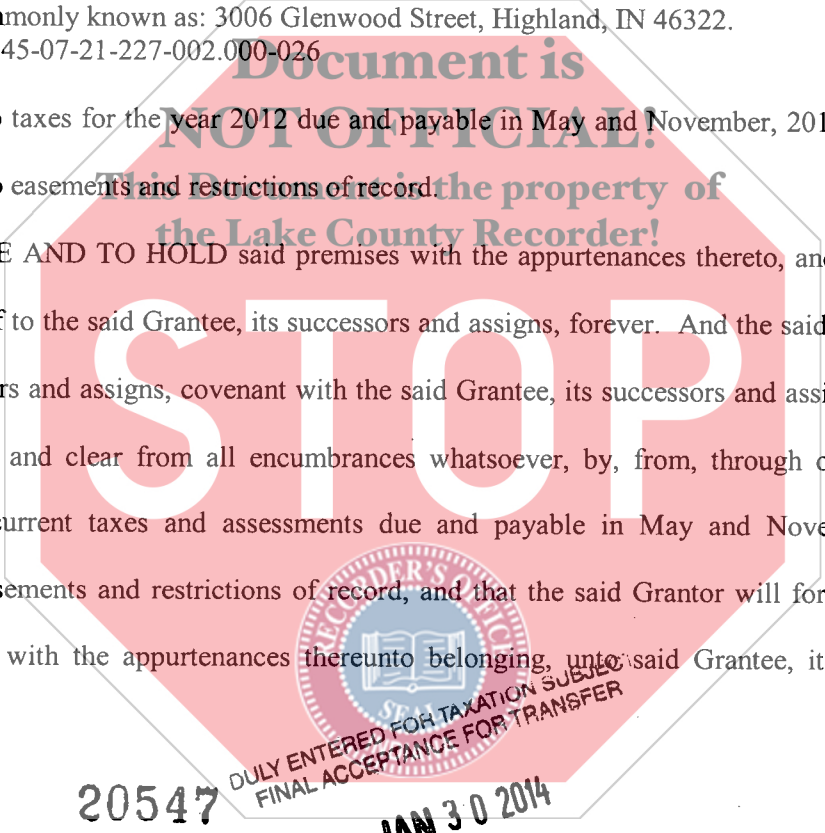 mmonly known as: 3006 Glenwood Street, Highland, IN 46322.
45-07-21-227-002.000-026
Document is
taxes for the year 2012 due and payable in May and November, 201
NOT OFFICIAL!
easements and restrictions of record.
This Document is the property of
the Lake County Recorder!
E AND TO HOLD said premises with the appurtenances thereto, an
f to the said Grantee, its successors and assigns, forever. And the said
rs and assigns, covenant with the said Grantee, its successors and assi
STOP
and clear from all encumbrances whatsoever, by, from, through o
urrent taxes and assessments due and payable in May and Nove
sements and restrictions of record, and that the said Grantor will for
RECORDER'S OFFICE
with the appurtenances thereunto belonging, unto said Grantee, it
SEAL
DULY ENTERED FOR TAXATION SUBJEC
FINAL ACCEPTANCE FOR TRANSFER
20547
JAN 30 2014